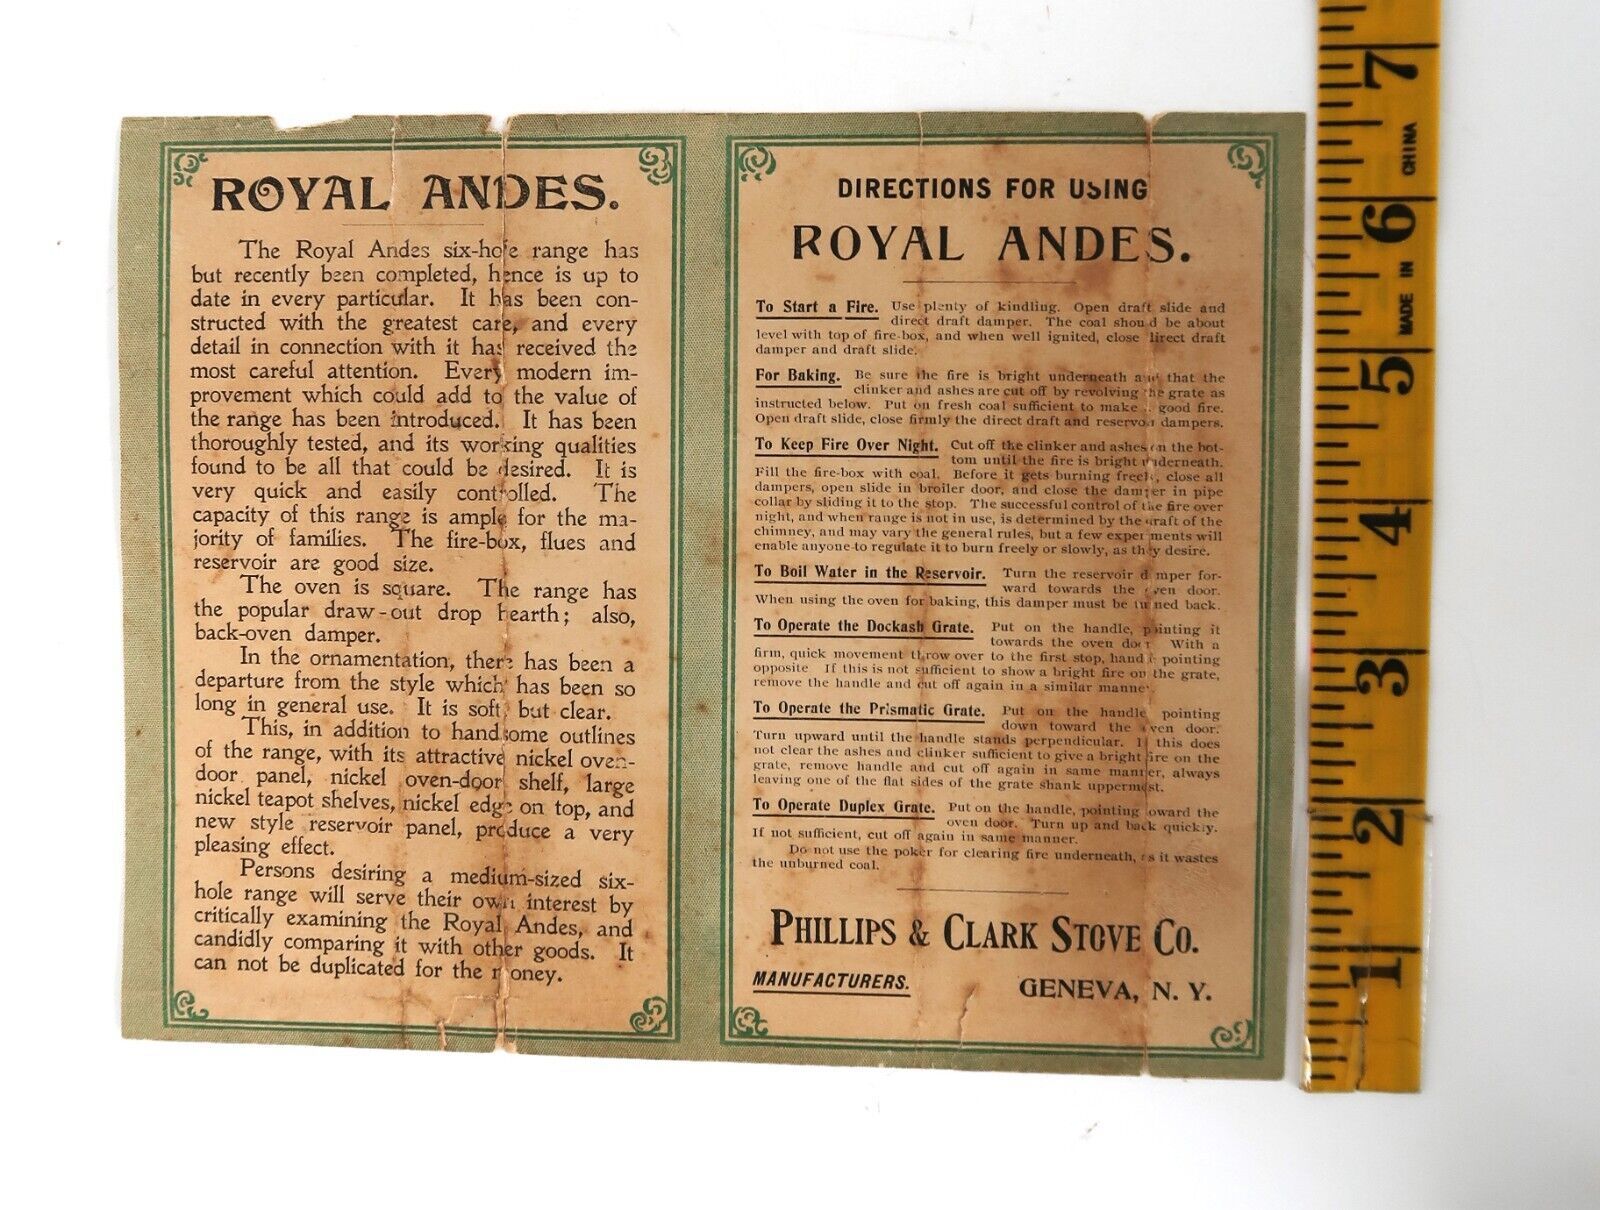 ROYAL ANDES.
The Royal Andes six-hole range has
but recently been completed, hence is up to
date in every particular. It has been con-
structed with the greatest care, and every
detail in connection with it has received the
most careful attention. Every modern im-
provement which could add to the value of
the range has been introduced. It has been
thoroughly tested, and its working qualities
found to be all that could be desired. It is
very quick and easily controlled. The
capacity of this range is ample for the ma-
jority of families. The fire-box, flues and
reservoir are good size.
The oven is square. The range has
the popular draw-out drop hearth; also,
back-oven damper.
In the ornamentation, there has been a
departure from the style which has been so
long in general use. It is soft, but clear.
This, in addition to handsome outlines
of the range, with its attractive nickel oven-
door panel, nickel oven-door shelf, large
nickel teapot shelves, nickel edge on top, and
new style reservoir panel, produce a very
pleasing effect.
Persons desiring a medium-sized six-
hole range will serve their own interest by
critically examining the Royal Andes, and
candidly comparing it with other goods. It
can not be duplicated for the money.
DIRECTIONS FOR USING
ROYAL ANDES.
To Start a Fire. Use plenty of kindling. Open draft slide and
direct draft damper. The coal should be about
level with top of fire-box, and when well ignited, close direct draft
damper and draft slide.
For Baking. Be sure the fire is bright underneath and that the
clinker and ashes are cut off by revolving the grate as
instructed below. Put on fresh coal sufficient to make a good fire.
Open draft slide, close firmly the direct draft and reservoir dampers.
To Keep Fire Over Night. Cut off the clinker and ashes on the bot-
tom until the fire is bright underneath.
Fill the fire-box with coal. Before it gets burning freely, close all
dampers, open slide in broiler door, and close the damper in pipe
collar by sliding it to the stop. The successful control of the fire over
night, and when range is not in use, is determined by the draft of the
chimney, and may vary the general rules, but a few experiments will
enable anyone to regulate it to burn freely or slowly, as they desire.
To Boil Water in the Reservoir. Turn the reservoir damper for-
ward towards the oven door.
When using the oven for baking, this damper must be turned back.
To Operate the Dockash Grate. Put on the handle, pointing it
towards the oven door. With a
firm, quick movement throw over to the first stop, handle pointing
opposite. If this is not sufficient to show a bright fire on the grate,
remove the handle and cut off again in a similar manner.
To Operate the Prismatic Grate. Put on the handle pointing
down toward the oven door.
Turn upward until the handle stands perpendicular. If this does
not clear the ashes and clinker sufficient to give a bright fire on the
grate, remove handle and cut off again in same manner, always
leaving one of the flat sides of the grate shank uppermost.
To Operate Duplex Grate. Put on the handle, pointing toward the
oven door. Turn up and back quickly.
If not sufficient, cut off again in same manner.
Do not use the poker for clearing fire underneath, as it wastes
the unburned coal.
PHILLIPS & CLARK STOVE CO.
MANUFACTURERS. GENEVA, N. Y.
1 2 3 4 5 6 7
MADE IN CHINA